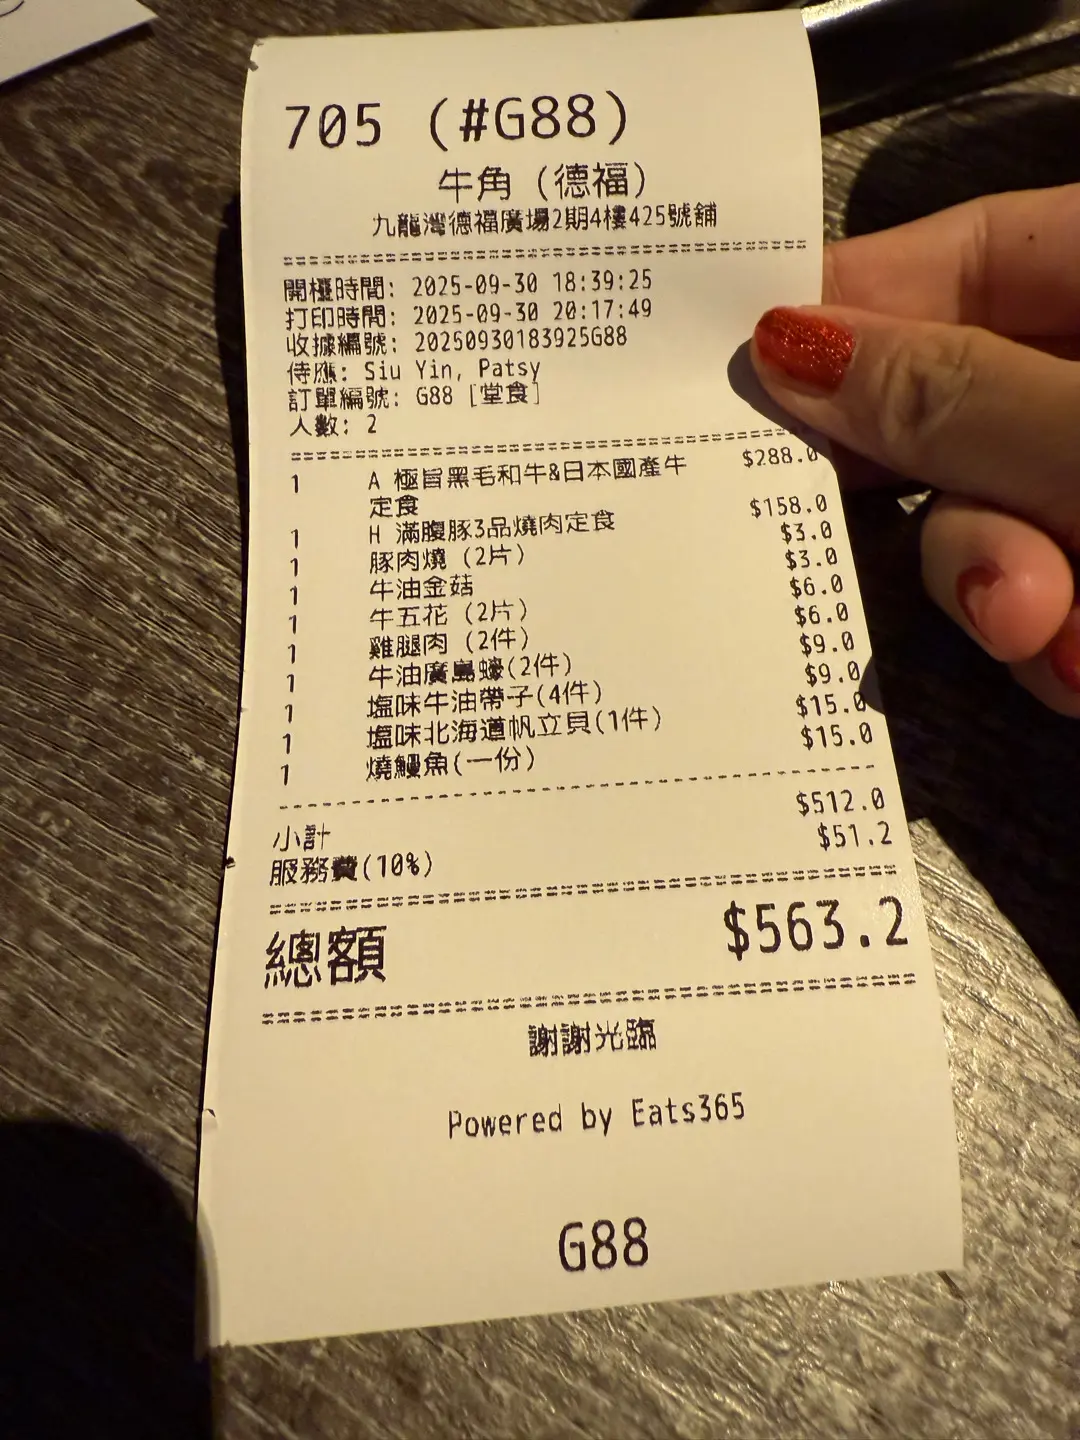 705 (#G88)
牛角 (德福)
九龍灣德福廣場2期4樓425號舖
開檯時間: 2025-09-30 18:39:25
打印時間: 2025-09-30 20:17:49
收據編號: 20250930183925G88
侍應: Siu Yin, Patsy
訂單編號: G88 [堂食]
人數: 2
1 A 極旨黑毛和牛&日本國產牛 $288.0
定食
1 H 滿腹豚3品燒肉定食 $158.0
1 豚肉燒 (2片) $3.0
1 牛油金菇 $3.0
1 牛五花 (2片) $6.0
1 雞腿肉 (2件) $6.0
1 牛油廣島蠔(2件) $9.0
1 塩味牛油帶子(4件) $9.0
1 塩味北海道帆立貝(1件) $15.0
1 燒鰻魚(一份) $15.0
小計 $512.0
服務費(10%) $51.2
總額 $563.2
謝謝光臨
Powered by Eats365
G88